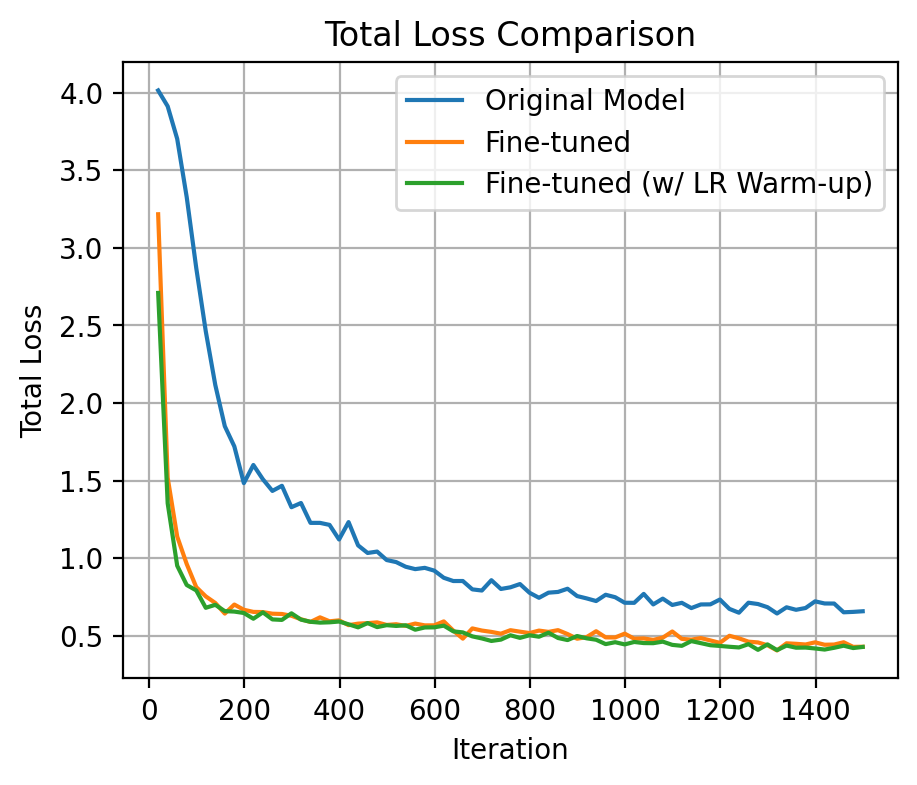 Total Loss Comparison
Original Model
Fine-tuned
Fine-tuned (w/ LR Warm-up)
Total Loss
4.0
3.5
3.0
2.5
2.0
1.5
1.0
0.5
0 200 400 600 800 1000 1200 1400
Iteration